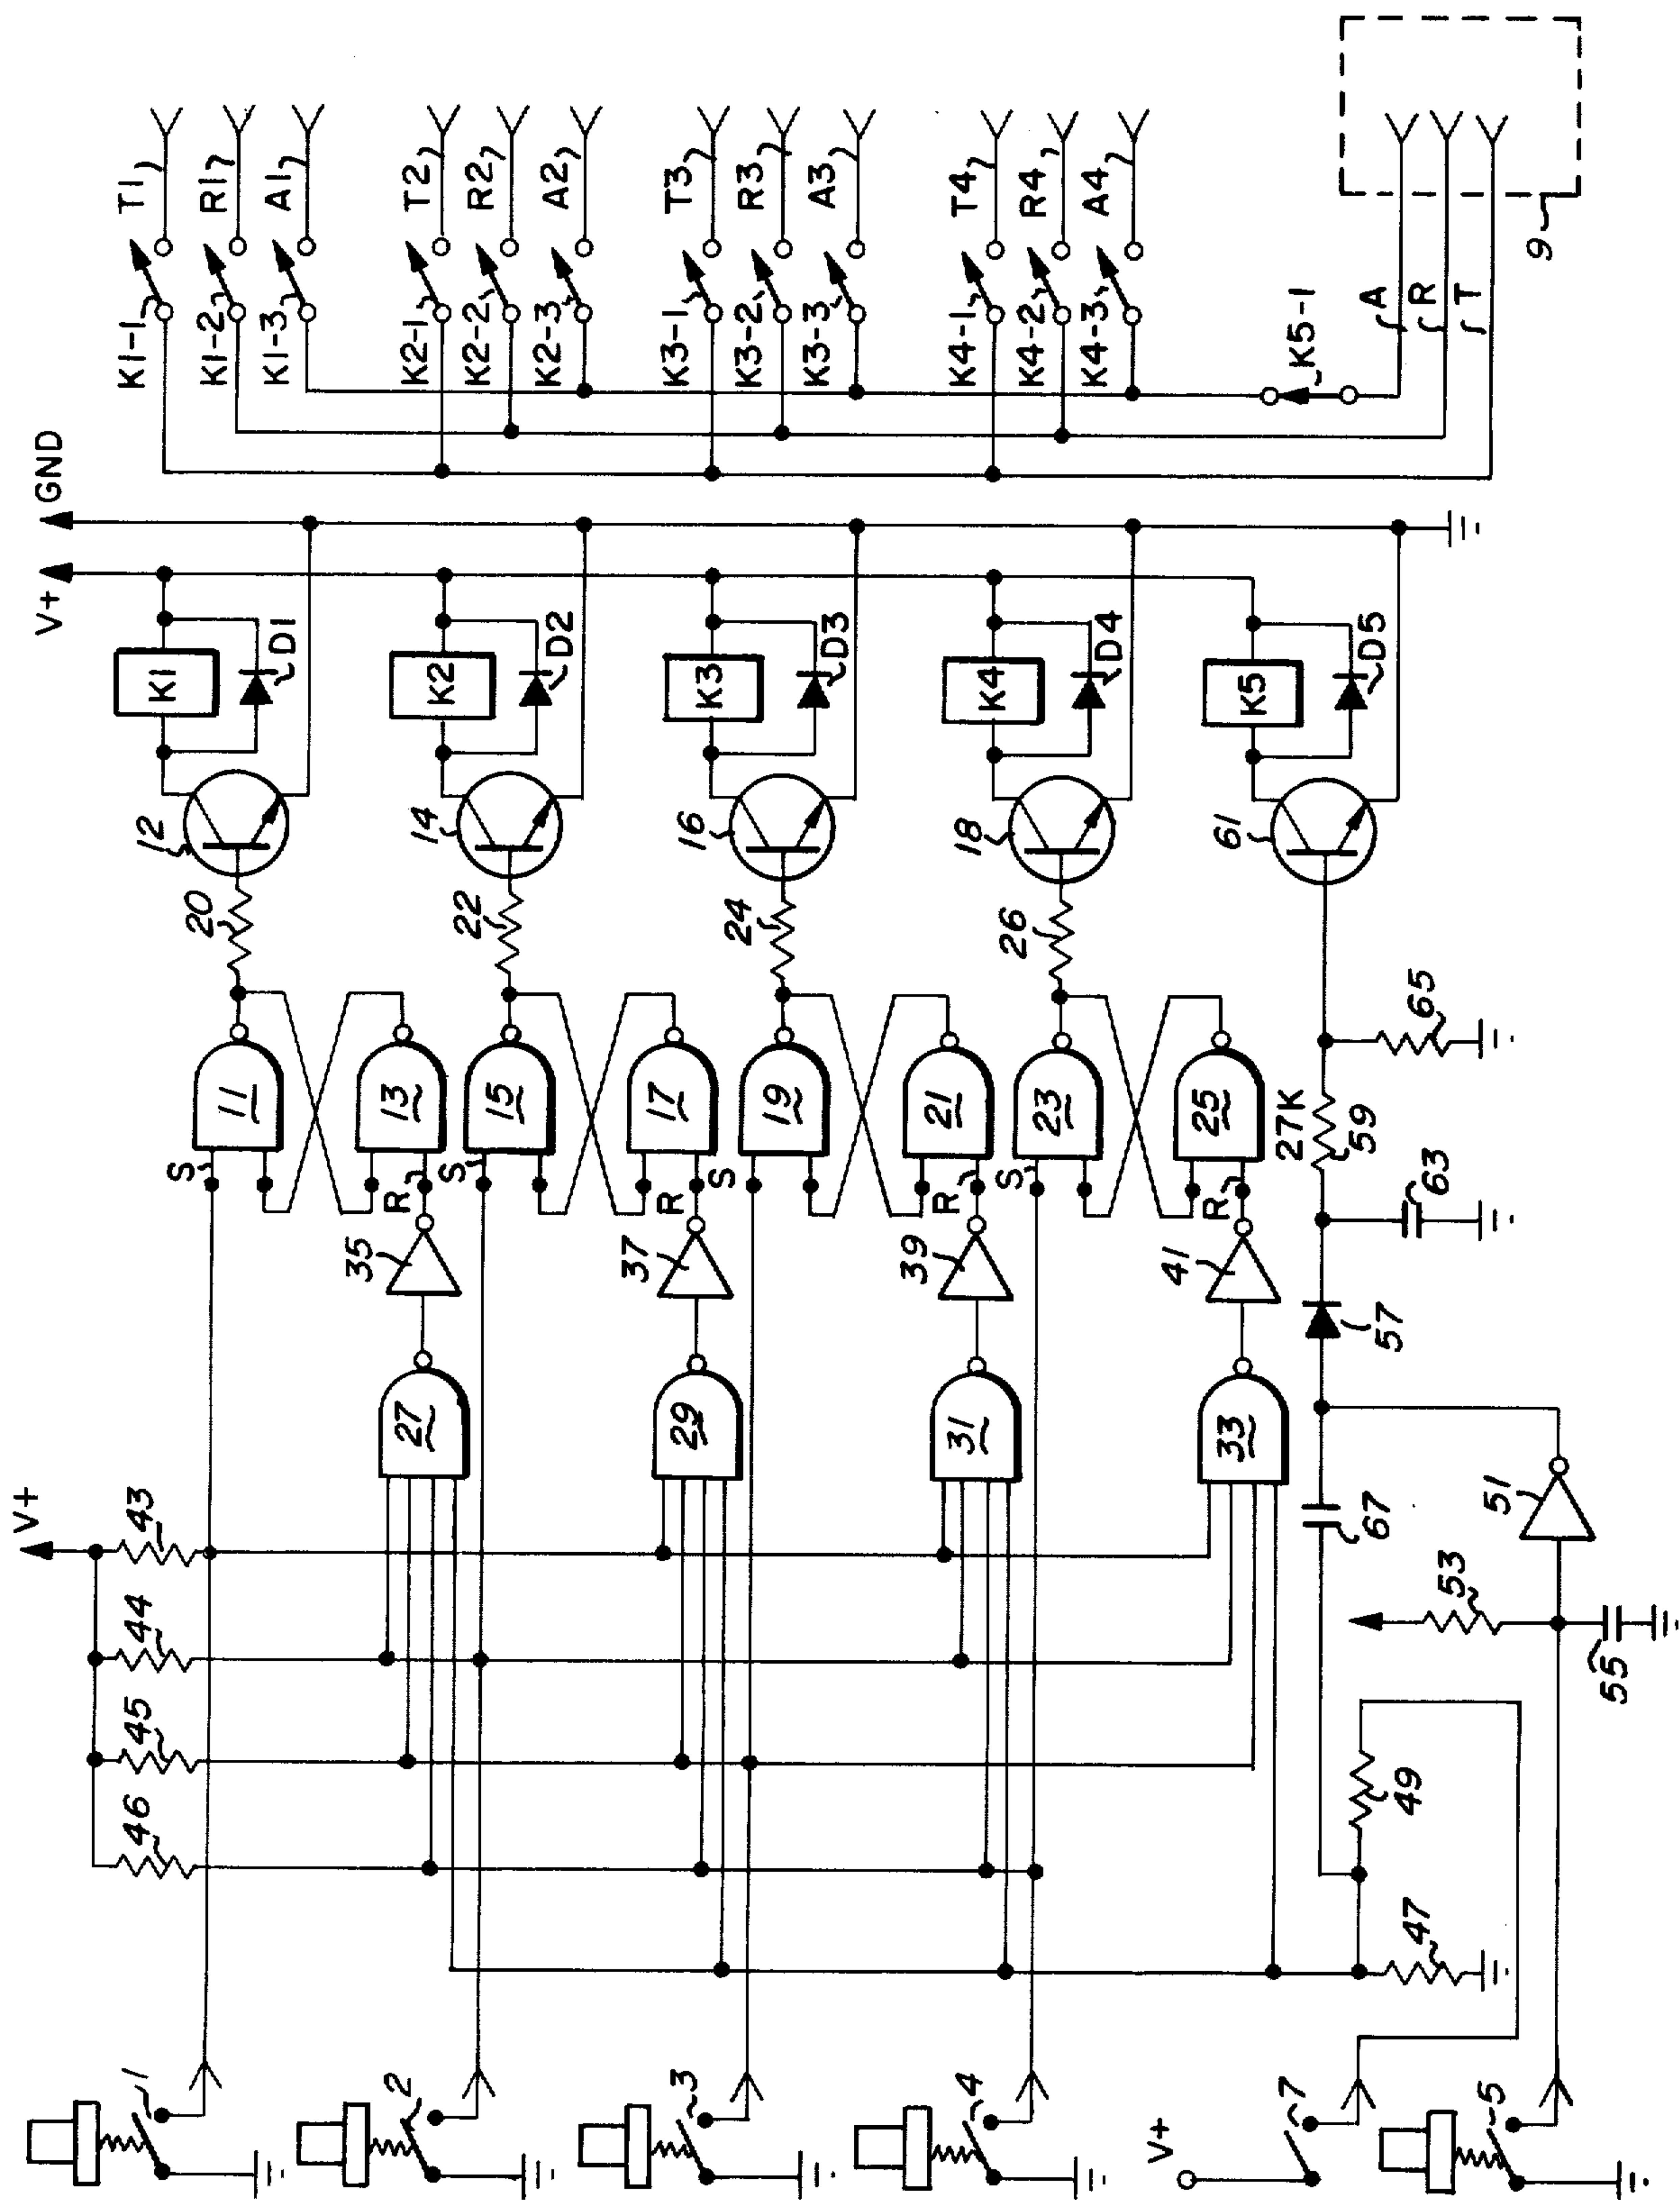 V+ GND
K1-1 T1
K1-2 R1
K1-3 A1
K1
D1
12
20
11
S
13
R
35
27
V+
43
44
45
46
1
K2-1 T2
K2-2 R2
K2-3 A2
K2
D2
14
22
15
S
17
R
37
29
2
K3-1 T3
K3-2 R3
K3-3 A3
K3
D3
16
24
19
S
21
R
39
31
3
K4-1 T4
K4-2 R4
K4-3 A4
K4
D4
18
26
23
S
25
R
41
33
4
K5-1
A
R
T
9
K5
D5
61
65
27K
59
63
57
67
51
53
55
49
47
V+
7
5